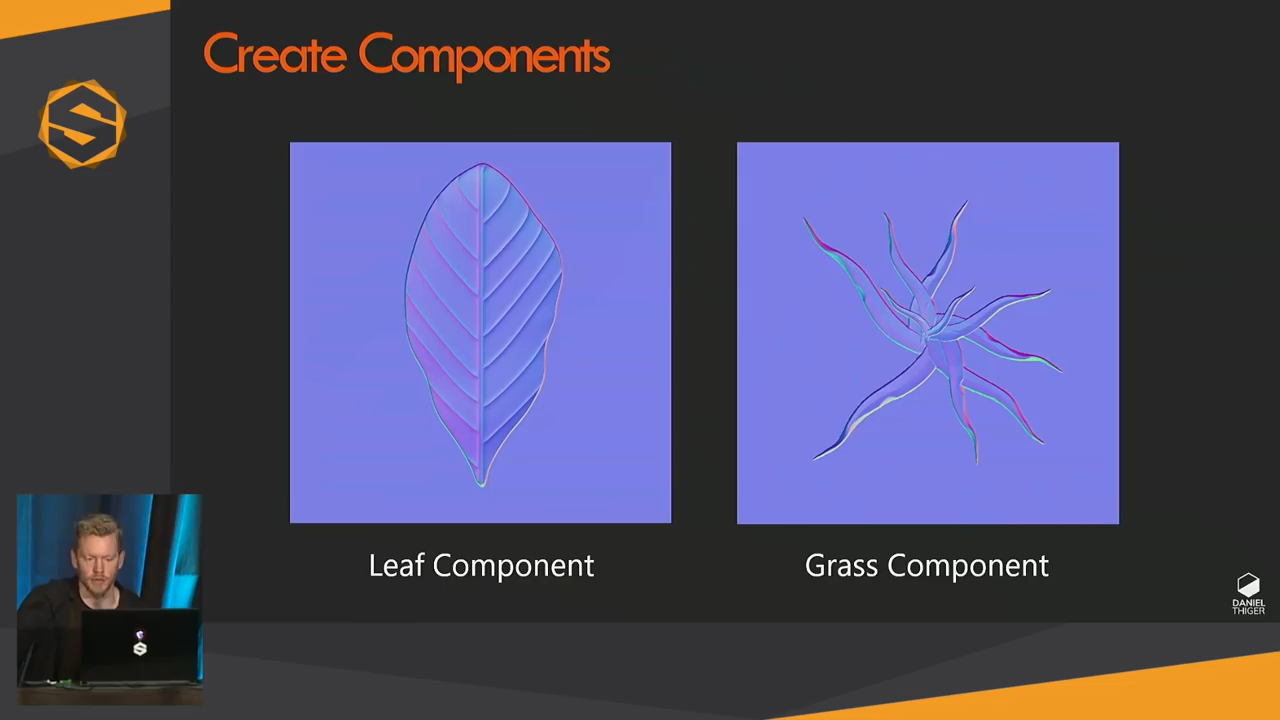 Create Components
Leaf Component
Grass Component
DANIEL
THIGER